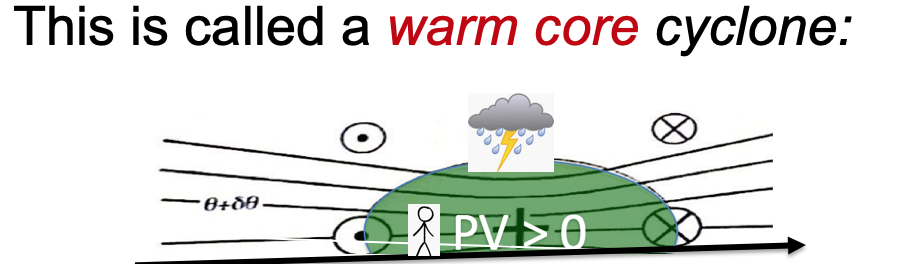 This is called a warm core cyclone:
θ+δθ
PV > 0